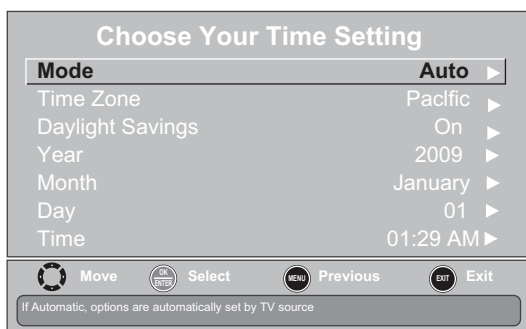 Choose Your Time Setting
Mode Auto
Time Zone Paclfic
Daylight Savings On
Year 2009
Month January
Day 01
Time 01:29 AM
Move OK ENTER Select MENU Previous EXIT Exit
If Automatic, options are automatically set by TV source